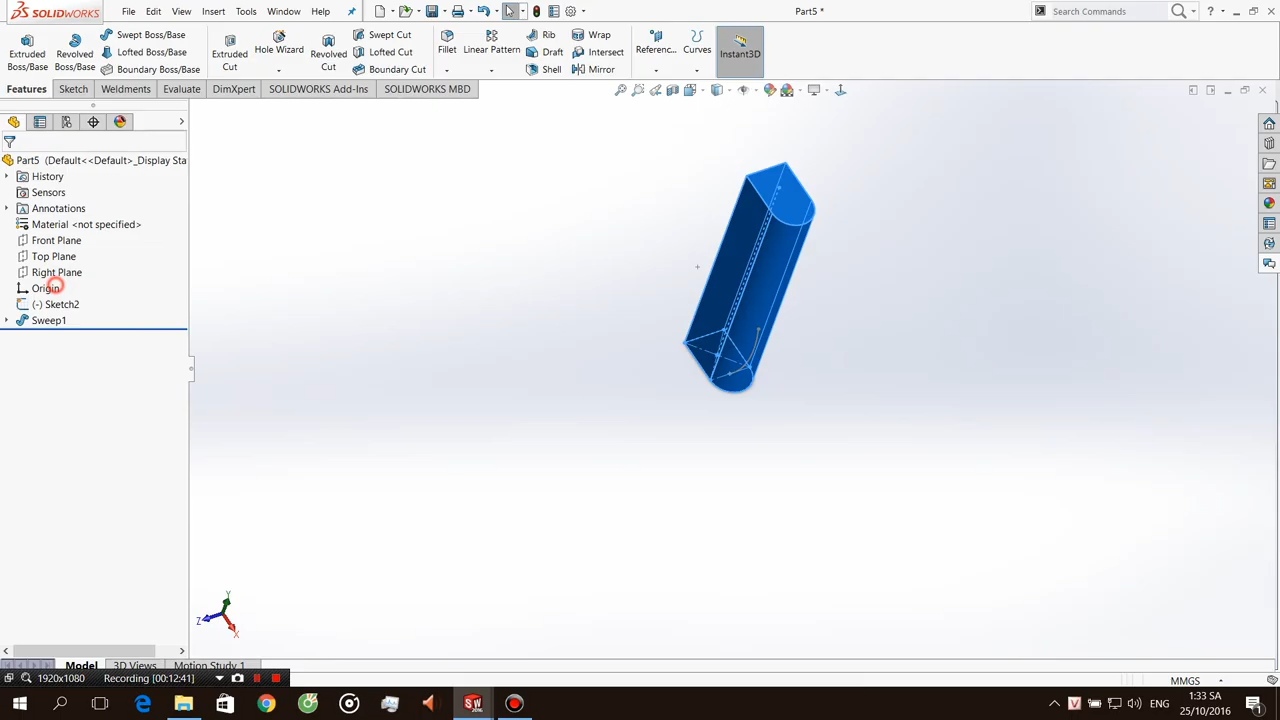 SOLIDWORKS
File Edit View Insert Tools Window Help
Part5 *
Search Commands
Extruded Boss/Base
Revolved Boss/Base
Swept Boss/Base
Lofted Boss/Base
Boundary Boss/Base
Extruded Cut
Hole Wizard
Revolved Cut
Swept Cut
Lofted Cut
Boundary Cut
Fillet
Linear Pattern
Rib
Draft
Shell
Wrap
Intersect
Mirror
Referenc...
Curves
Instant3D
Features Sketch Weldments Evaluate DimXpert SOLIDWORKS Add-Ins SOLIDWORKS MBD
Part5 (Default<<Default>_Display Sta
History
Sensors
Annotations
Material <not specified>
Front Plane
Top Plane
Right Plane
Origin
(-) Sketch2
Sweep1
Y
Z
X
Model 3D Views Motion Study 1
1920x1080 Recording [00:12:41]
MMGS
ENG
1:33 SA
25/10/2016